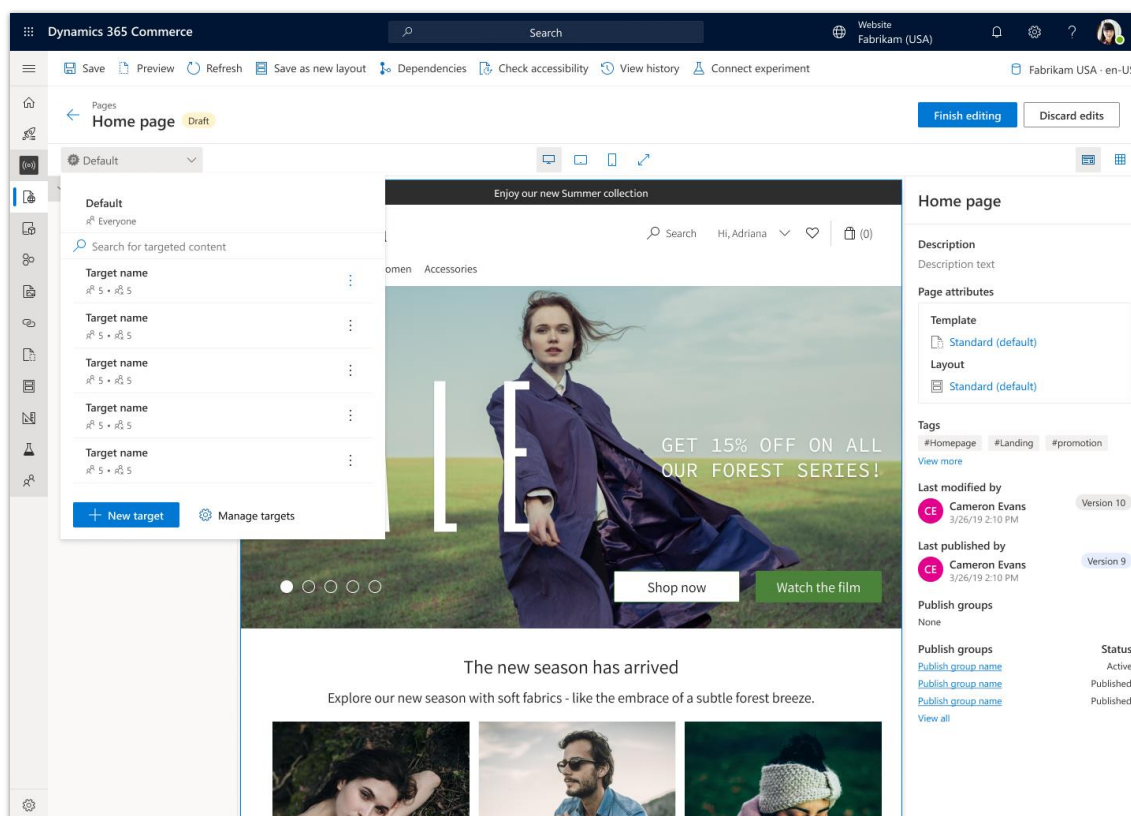 Dynamics 365 Commerce
Search
Website
Fabrikam (USA)
Save
Preview
Refresh
Save as new layout
Dependencies
Check accessibility
View history
Connect experiment
Fabrikam USA · en-US
Pages
Home page
Draft
Finish editing
Discard edits
Default
Default
Everyone
Search for targeted content
Target name
5 • 5
Target name
5 • 5
Target name
5 • 5
Target name
5 • 5
Target name
5 • 5
New target
Manage targets
Enjoy our new Summer collection
Search
Hi, Adriana
(0)
omen
Accessories
LE
GET 15% OFF ON ALL
OUR FOREST SERIES!
Shop now
Watch the film
The new season has arrived
Explore our new season with soft fabrics - like the embrace of a subtle forest breeze.
Home page
Description
Description text
Page attributes
Template
Standard (default)
Layout
Standard (default)
Tags
#Homepage
#Landing
#promotion
View more
Last modified by
CE
Cameron Evans
Version 10
3/26/19 2:10 PM
Last published by
CE
Cameron Evans
Version 9
3/26/19 2:10 PM
Publish groups
None
Publish groups
Status
Publish group name
Active
Publish group name
Published
Publish group name
Published
View all